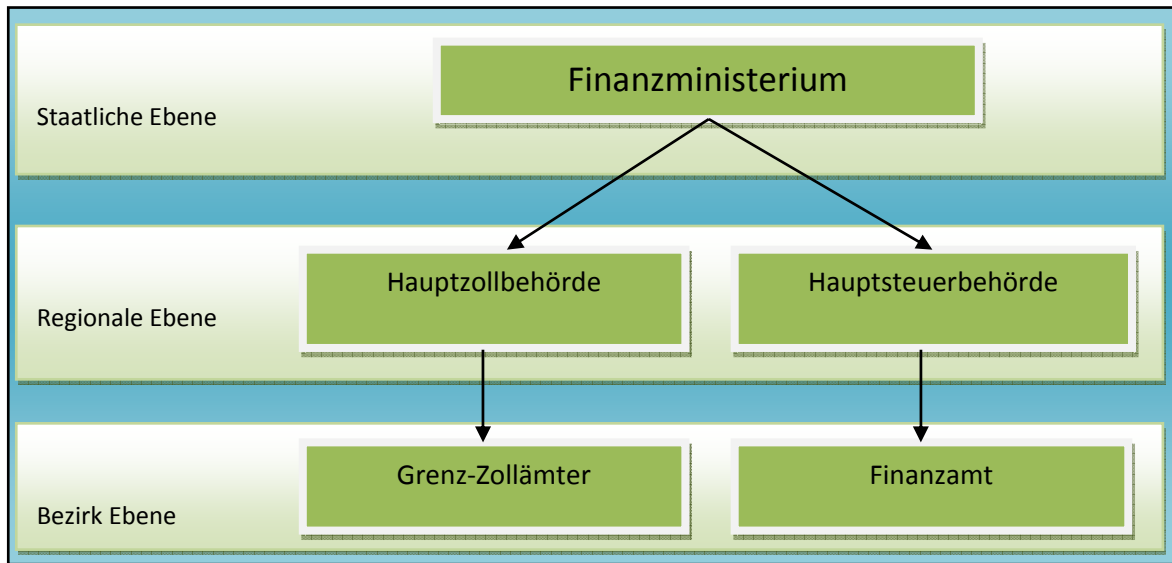 Finanzministerium
Staatliche Ebene
Hauptzollbehörde
Hauptsteuerbehörde
Regionale Ebene
Grenz-Zollämter
Finanzamt
Bezirk Ebene